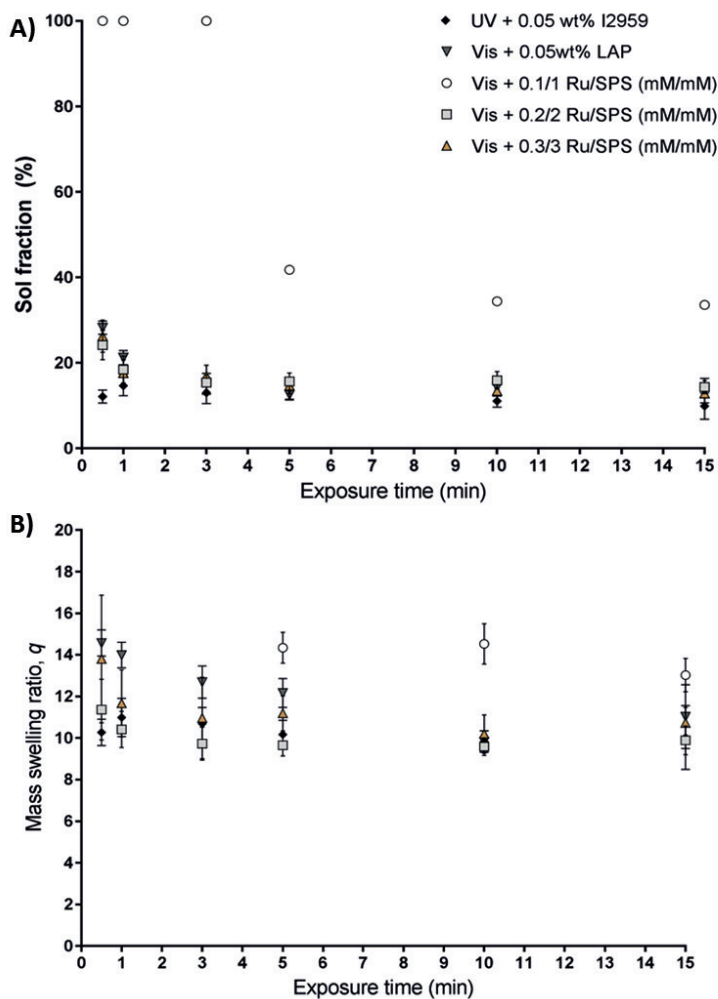 A)
UV + 0.05 wt% I2959
Vis + 0.05wt% LAP
Vis + 0.1/1 Ru/SPS (mM/mM)
Vis + 0.2/2 Ru/SPS (mM/mM)
Vis + 0.3/3 Ru/SPS (mM/mM)
Sol fraction (%)
100
80
60
40
20
0
0 1 2 3 4 5 6 7 8 9 10 11 12 13 14 15
Exposure time (min)
B)
Mass swelling ratio, q
20
18
16
14
12
10
8
6
4
2
0
0 1 2 3 4 5 6 7 8 9 10 11 12 13 14 15
Exposure time (min)